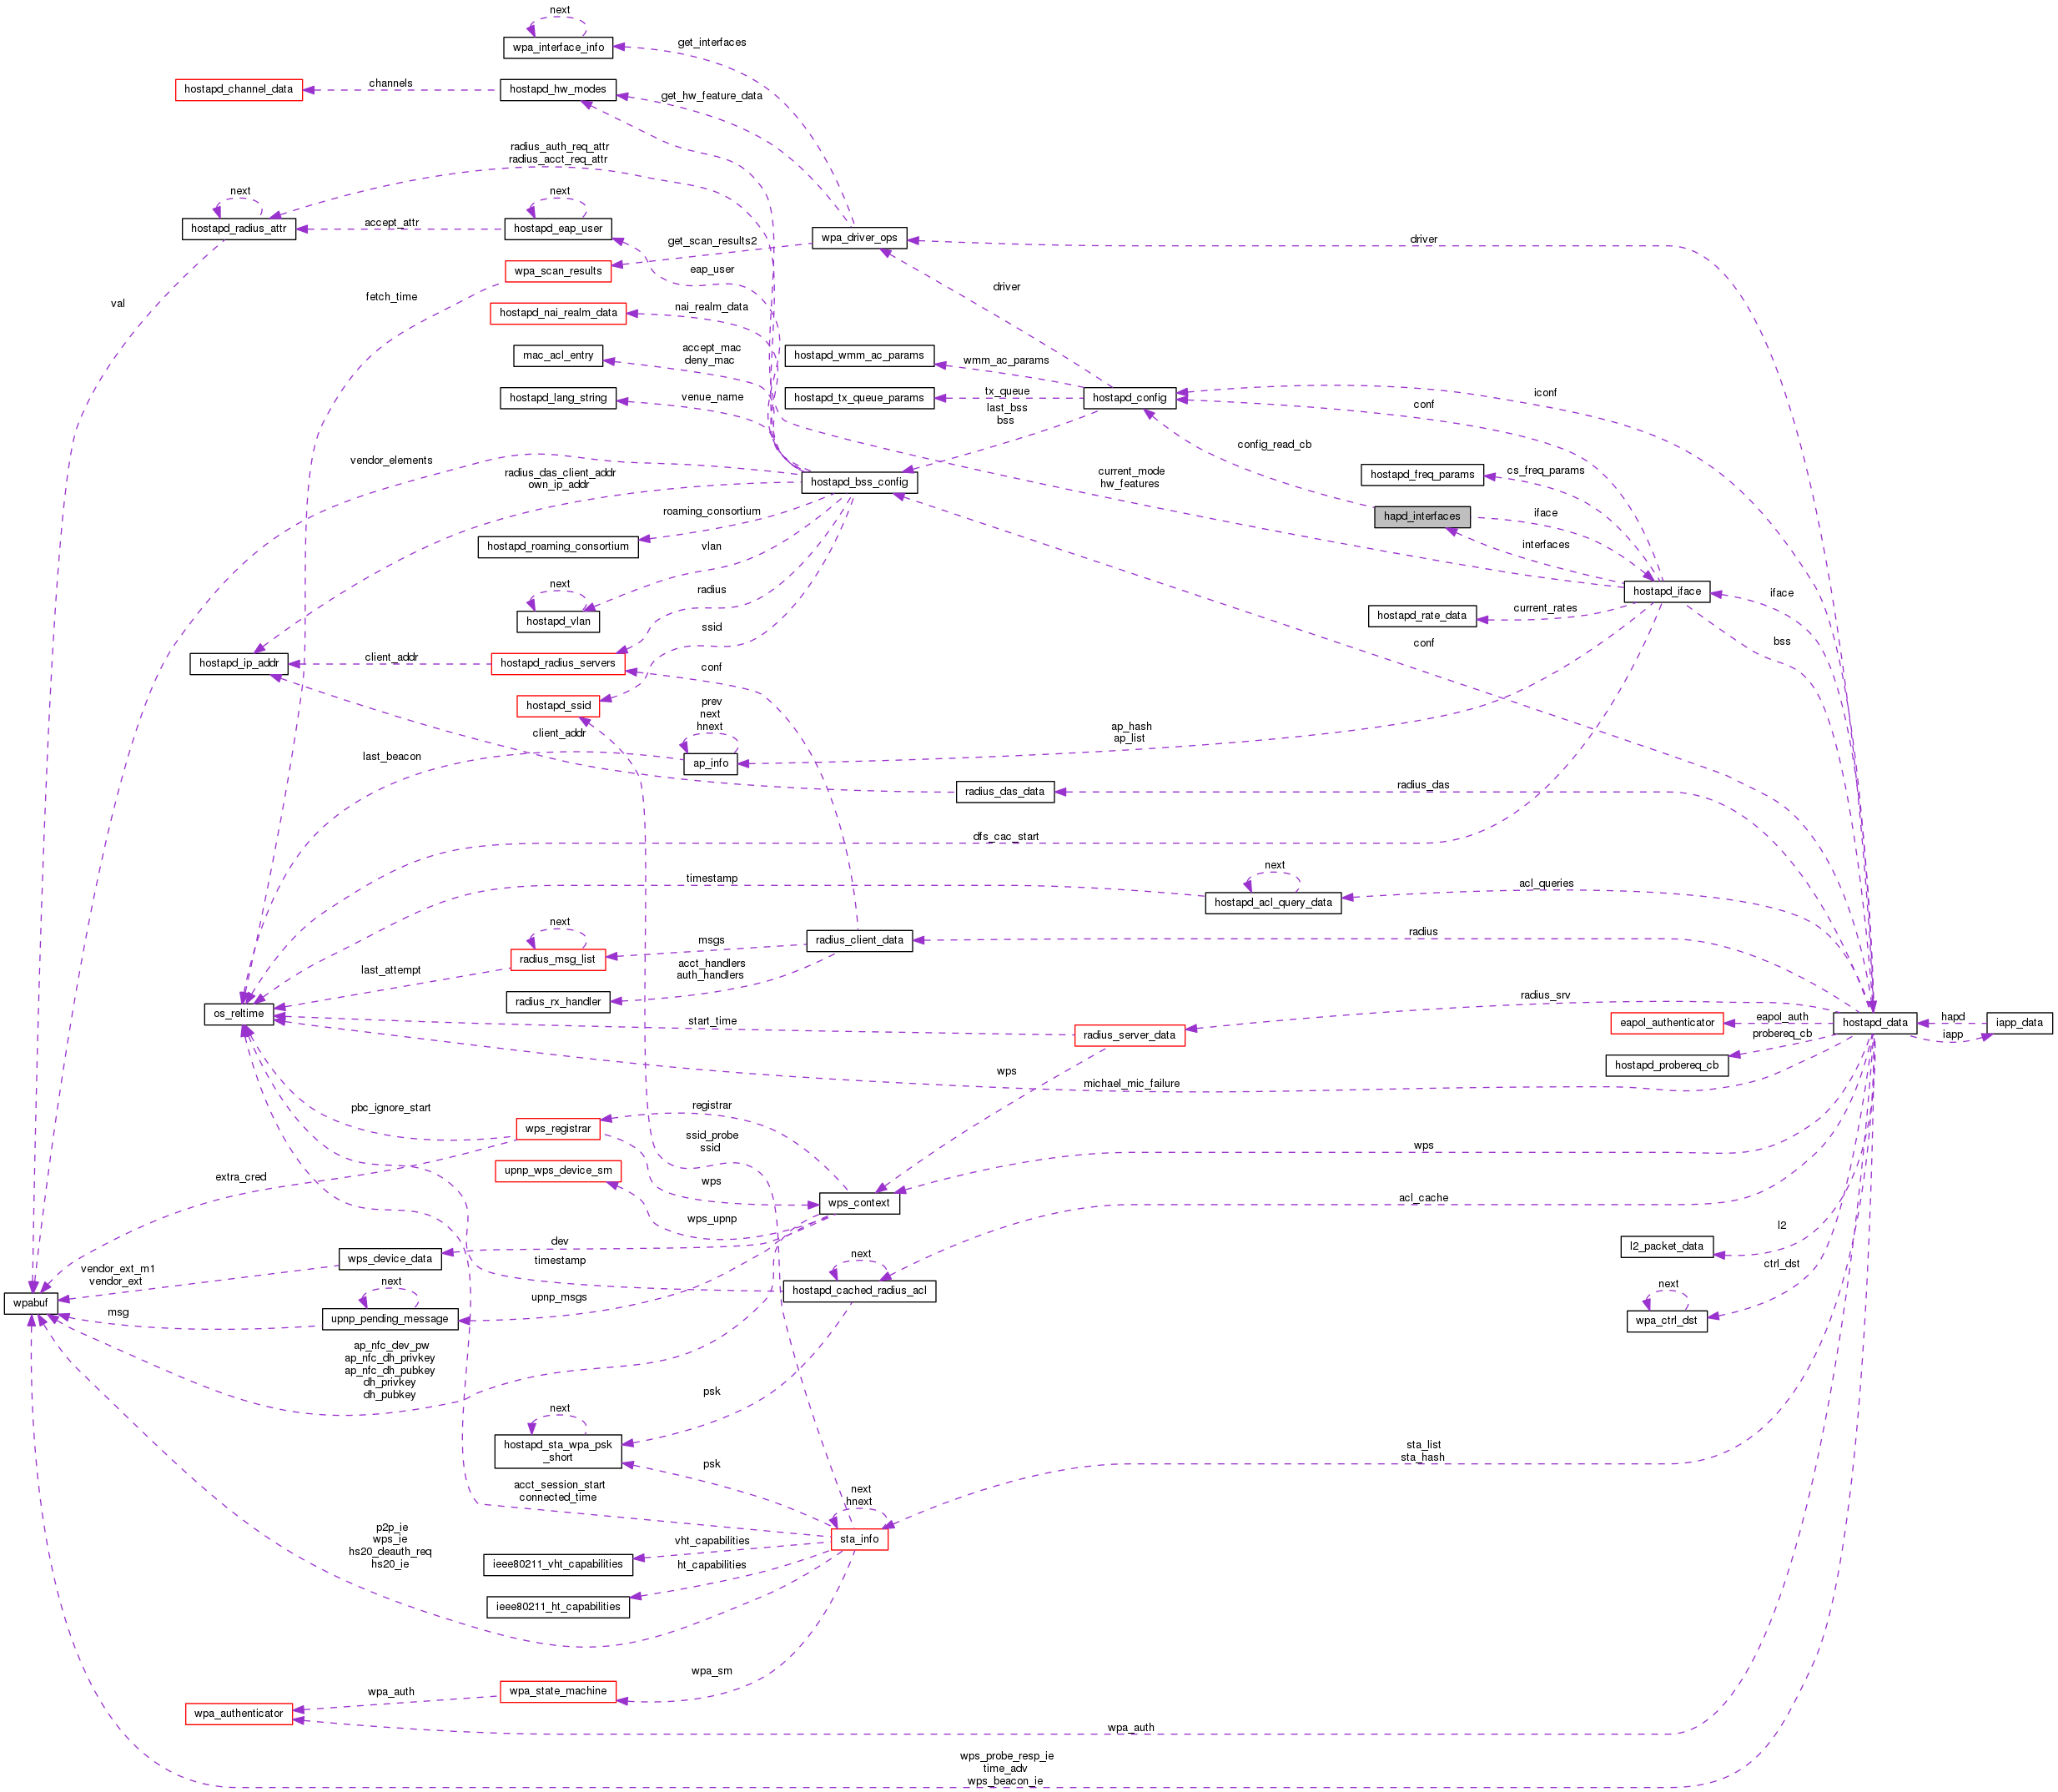 next
wpa_interface_info
get_interfaces
hostapd_channel_data
channels
hostapd_hw_modes
get_hw_feature_data
radius_auth_req_attr
radius_acct_req_attr
next
hostapd_radius_attr
accept_attr
next
hostapd_eap_user
get_scan_results2
wpa_driver_ops
driver
wpa_scan_results
eap_user
fetch_time
val
driver
hostapd_nai_realm_data
nai_realm_data
mac_acl_entry
accept_mac
deny_mac
hostapd_wmm_ac_params
wmm_ac_params
hostapd_lang_string
venue_name
hostapd_tx_queue_params
tx_queue
hostapd_config
iconf
conf
last_bss
bss
config_read_cb
vendor_elements
radius_das_client_addr
own_ip_addr
hostapd_bss_config
current_mode
hw_features
hostapd_freq_params
cs_freq_params
roaming_consortium
hapd_interfaces
iface
hostapd_roaming_consortium
vlan
interfaces
next
hostapd_vlan
radius
hostapd_iface
iface
hostapd_rate_data
current_rates
ssid
bss
hostapd_ip_addr
client_addr
hostapd_radius_servers
conf
conf
hostapd_ssid
prev
next
hnext
ap_hash
ap_list
client_addr
last_beacon
ap_info
radius_das_data
radius_das
dfs_cac_start
timestamp
next
hostapd_acl_query_data
acl_queries
next
radius_msg_list
msgs
radius_client_data
radius
last_attempt
acct_handlers
auth_handlers
radius_rx_handler
os_reltime
start_time
radius_server_data
radius_srv
eapol_authenticator
eapol_auth
hostapd_data
hapd
iapp
iapp_data
probereq_cb
hostapd_probereq_cb
wps
michael_mic_failure
pbc_ignore_start
wps_registrar
registrar
ssid_probe
ssid
wps
extra_cred
upnp_wps_device_sm
wps
wps_context
acl_cache
wps_upnp
l2
l2_packet_data
dev
wps_device_data
timestamp
vendor_ext_m1
vendor_ext
next
hostapd_cached_radius_acl
ctrl_dst
wpabuf
msg
next
upnp_pending_message
upnp_msgs
next
wpa_ctrl_dst
ap_nfc_dev_pw
ap_nfc_dh_privkey
ap_nfc_dh_pubkey
dh_privkey
dh_pubkey
psk
next
hostapd_sta_wpa_psk
_short
psk
sta_list
sta_hash
acct_session_start
connected_time
next
hnext
sta_info
p2p_ie
wps_ie
hs20_deauth_req
hs20_ie
vht_capabilities
ieee80211_vht_capabilities
ht_capabilities
ieee80211_ht_capabilities
wpa_sm
wpa_state_machine
wpa_auth
wpa_authenticator
wpa_auth
wps_probe_resp_ie
time_adv
wps_beacon_ie